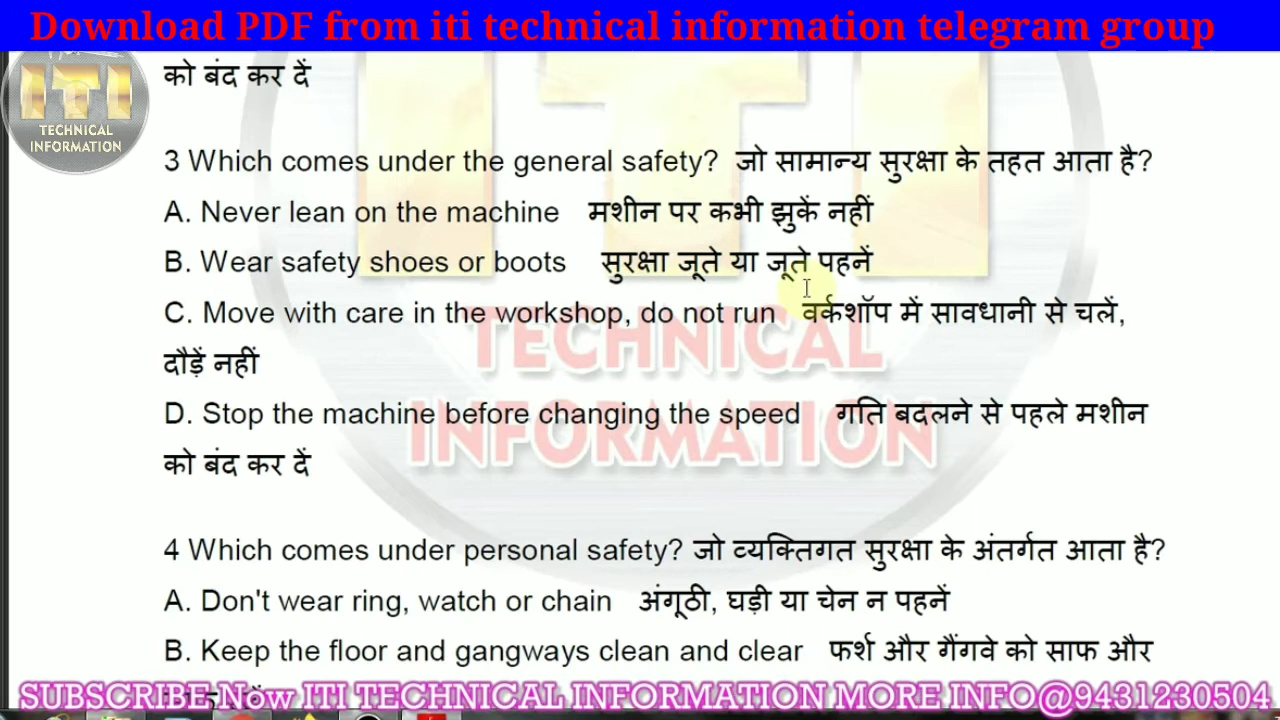 Download PDF from iti technical information telegram group
ITI
TECHNICAL
INFORMATION
को बंद कर दें
3 Which comes under the general safety? जो सामान्य सुरक्षा के तहत आता है?
A. Never lean on the machine मशीन पर कभी झुकें नहीं
B. Wear safety shoes or boots सुरक्षा जूते या जूते पहनें
C. Move with care in the workshop, do not run वर्कशॉप में सावधानी से चलें,
दौड़ें नहीं
D. Stop the machine before changing the speed गति बदलने से पहले मशीन
को बंद कर दें
4 Which comes under personal safety? जो व्यक्तिगत सुरक्षा के अंतर्गत आता है?
A. Don't wear ring, watch or chain अंगूठी, घड़ी या चेन न पहनें
B. Keep the floor and gangways clean and clear फर्श और गैंगवे को साफ और
SUBSCRIBE Now ITI TECHNICAL INFORMATION MORE INFO@9431230504
ITI
TECHNICAL
INFORMATION